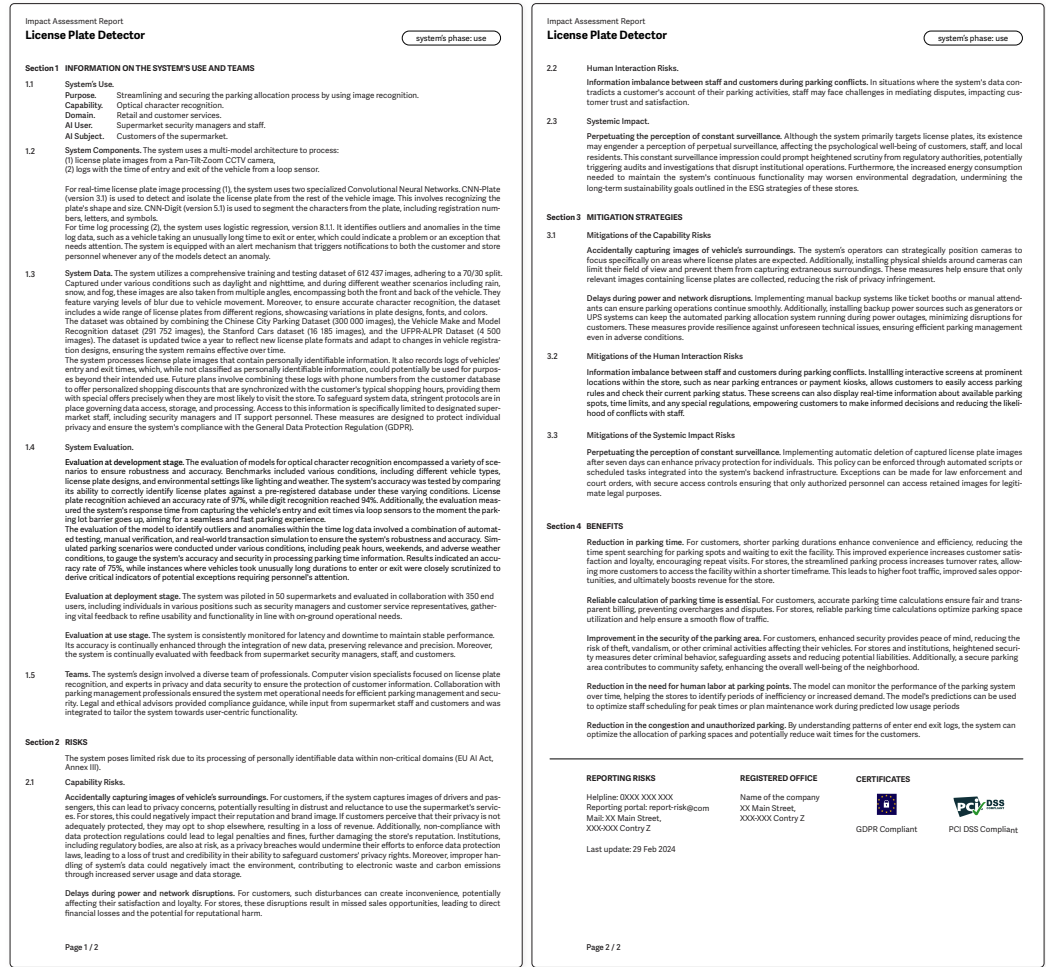 Impact Assessment Report
License Plate Detector
system's phase: use
Section 1 INFORMATION ON THE SYSTEM'S USE AND TEAMS
1.1 System's Use.
Purpose. Streamlining and securing the parking allocation process by using image recognition.
Capability. Optical character recognition.
Domain. Retail and customer services.
AI User. Supermarket security managers and staff.
AI Subject. Customers of the supermarket.
1.2 System Components. The system uses a multi-model architecture to process:
(1) license plate images from a Pan-Tilt-Zoom CCTV camera,
(2) logs with the time of entry and exit of the vehicle from a loop sensor.
For real-time license plate image processing (1), the system uses two specialized Convolutional Neural Networks. CNN-Plate
(version 3.1) is used to detect and isolate the license plate from the rest of the vehicle image. This involves recognizing the
plate's shape and size. CNN-Digit (version 5.1) is used to segment the characters from the plate, including registration num-
bers, letters, and symbols.
For time log processing (2), the system uses logistic regression, version 8.1.1. It identifies outliers and anomalies in the time
log data, such as a vehicle taking an unusually long time to exit or enter, which could indicate a problem or an exception that
needs attention. The system is equipped with an alert mechanism that triggers notifications to both the customer and store
personnel whenever any of the models detect an anomaly.
1.3 System Data. The system utilizes a comprehensive training and testing dataset of 612 437 images, adhering to a 70/30 split.
Captured under various conditions such as daylight and nighttime, and during different weather scenarios including rain,
snow, and fog, these images are also taken from multiple angles, encompassing both the front and back of the vehicle. They
feature varying levels of blur due to vehicle movement. Moreover, to ensure accurate character recognition, the dataset
includes a wide range of license plates from different regions, showcasing variations in plate designs, fonts, and colors.
The dataset was obtained by combining the Chinese City Parking Dataset (300 000 images), the Vehicle Make and Model
Recognition dataset (291 752 images), the Stanford Cars dataset (16 185 images), and the UFPR-ALPR Dataset (4 500
images). The dataset is updated twice a year to reflect new license plate formats and adapt to changes in vehicle registra-
tion designs, ensuring the system remains effective over time.
The system processes license plate images that contain personally identifiable information. It also records logs of vehicles'
entry and exit times, which, while not classified as personally identifiable information, could potentially be used for purpos-
es beyond their intended use. Future plans involve combining these logs with phone numbers from the customer database
to offer personalized shopping discounts that are synchronized with the customer's typical shopping hours, providing them
with special offers precisely when they are most likely to visit the store. To safeguard system data, stringent protocols are in
place governing data access, storage, and processing. Access to this information is specifically limited to designated super-
market staff, including security managers and IT support personnel. These measures are designed to protect individual
privacy and ensure the system's compliance with the General Data Protection Regulation (GDPR).
1.4 System Evaluation.
Evaluation at development stage. The evaluation of models for optical character recognition encompassed a variety of sce-
narios to ensure robustness and accuracy. Benchmarks included various conditions, including different vehicle types,
license plate designs, and environmental settings like lighting and weather. The system's accuracy was tested by comparing
its ability to correctly identify license plates against a pre-registered database under these varying conditions. License
plate recognition achieved an accuracy rate of 97%, while digit recognition reached 94%. Additionally, the evaluation meas-
ured the system's response time from capturing the vehicle's entry and exit times via loop sensors to the moment the park-
ing lot barrier goes up, aiming for a seamless and fast parking experience.
The evaluation of the model to identify outliers and anomalies within the time log data involved a combination of automat-
ed testing, manual verification, and real-world transaction simulation to ensure the system's robustness and accuracy. Sim-
ulated parking scenarios were conducted under various conditions, including peak hours, weekends, and adverse weather
conditions, to gauge the system's accuracy and security in processing parking time information. Results indicated an accu-
racy rate of 75%, while instances where vehicles took unusually long durations to enter or exit were closely scrutinized to
derive critical indicators of potential exceptions requiring personnel's attention.
Evaluation at deployment stage. The system was piloted in 50 supermarkets and evaluated in collaboration with 350 end
users, including individuals in various positions such as security managers and customer service representatives, gather-
ing vital feedback to refine usability and functionality in line with on-ground operational needs.
Evaluation at use stage. The system is consistently monitored for latency and downtime to maintain stable performance.
Its accuracy is continually enhanced through the integration of new data, preserving relevance and precision. Moreover,
the system is continually evaluated with feedback from supermarket security managers, staff, and customers.
1.5 Teams. The system's design involved a diverse team of professionals. Computer vision specialists focused on license plate
recognition, and experts in privacy and data security to ensure the protection of customer information. Collaboration with
parking management professionals ensured the system met operational needs for efficient parking management and secu-
rity. Legal and ethical advisors provided compliance guidance, while input from supermarket staff and customers and was
integrated to tailor the system towards user-centric functionality.
Section 2 RISKS
The system poses limited risk due to its processing of personally identifiable data within non-critical domains (EU AI Act,
Annex III).
2.1 Capability Risks.
Accidentally capturing images of vehicle's surroundings. For customers, if the system captures images of drivers and pas-
sengers, this can lead to privacy concerns, potentially resulting in distrust and reluctance to use the supermarket's servic-
es. For stores, this could negatively impact their reputation and brand image. If customers perceive that their privacy is not
adequately protected, they may opt to shop elsewhere, resulting in a loss of revenue. Additionally, non-compliance with
data protection regulations could lead to legal penalties and fines, further damaging the store's reputation. Institutions,
including regulatory bodies, are also at risk, as a privacy breaches would undermine their efforts to enforce data protection
laws, leading to a loss of trust and credibility in their ability to safeguard customers' privacy rights. Moreover, improper han-
dling of system's data could negatively imact the environment, contributing to electronic waste and carbon emissions
through increased server usage and data storage.
Delays during power and network disruptions. For customers, such disturbances can create inconvenience, potentially
affecting their satisfaction and loyalty. For stores, these disruptions result in missed sales opportunities, leading to direct
financial losses and the potential for reputational harm.
Page 1 / 2
Impact Assessment Report
License Plate Detector
system's phase: use
2.2 Human Interaction Risks.
Information imbalance between staff and customers during parking conflicts. In situations where the system's data con-
tradicts a customer's account of their parking activities, staff may face challenges in mediating disputes, impacting cus-
tomer trust and satisfaction.
2.3 Systemic Impact.
Perpetuating the perception of constant surveillance. Although the system primarily targets license plates, its existence
may engender a perception of perpetual surveillance, affecting the psychological well-being of customers, staff, and local
residents. This constant surveillance impression could prompt heightened scrutiny from regulatory authorities, potentially
triggering audits and investigations that disrupt institutional operations. Furthermore, the increased energy consumption
needed to maintain the system's continuous functionality may worsen environmental degradation, undermining the
long-term sustainability goals outlined in the ESG strategies of these stores.
Section 3 MITIGATION STRATEGIES
3.1 Mitigations of the Capability Risks
Accidentally capturing images of vehicle's surroundings. The system's operators can strategically position cameras to
focus specifically on areas where license plates are expected. Additionally, installing physical shields around cameras can
limit their field of view and prevent them from capturing extraneous surroundings. These measures help ensure that only
relevant images containing license plates are collected, reducing the risk of privacy infringement.
Delays during power and network disruptions. Implementing manual backup systems like ticket booths or manual attend-
ants can ensure parking operations continue smoothly. Additionally, installing backup power sources such as generators or
UPS systems can keep the automated parking allocation system running during power outages, minimizing disruptions for
customers. These measures provide resilience against unforeseen technical issues, ensuring efficient parking management
even in adverse conditions.
3.2 Mitigations of the Human Interaction Risks
Information imbalance between staff and customers during parking conflicts. Installling interactive screens at prominent
locations within the store, such as near parking entrances or payment kiosks, allows customers to easily access parking
rules and check their current parking status. These screens can also display real-time information about available parking
spots, time limits, and any special regulations, empowering customers to make informed decisions and reducing the likeli-
hood of conflicts with staff.
3.3 Mitigations of the Systemic Impact Risks
Perpetuating the perception of constant surveillance. Implementing automatic deletion of captured license plate images
after seven days can enhance privacy protection for individuals. This policy can be enforced through automated scripts or
scheduled tasks integrated into the system's backend infrastructure. Exceptions can be made for law enforcement and
court orders, with secure access controls ensuring that only authorized personnel can access retained images for legiti-
mate legal purposes.
Section 4 BENEFITS
Reduction in parking time. For customers, shorter parking durations enhance convenience and efficiency, reducing the
time spent searching for parking spots and waiting to exit the facility. This improved experience increases customer satis-
faction and loyalty, encouraging repeat visits. For stores, the streamlined parking process increases turnover rates, allow-
ing more customers to access the facility within a shorter timeframe. This leads to higher foot traffic, improved sales oppor-
tunities, and ultimately boosts revenue for the store.
Reliable calculation of parking time is essential. For customers, accurate parking time calculations ensure fair and trans-
parent billing, preventing overcharges and disputes. For stores, reliable parking time calculations optimize parking space
utilization and help ensure a smooth flow of traffic.
Improvement in the security of the parking area. For customers, enhanced security provides peace of mind, reducing the
risk of theft, vandalism, or other criminal activities affecting their vehicles. For stores and institutions, heightened securi-
ty measures deter criminal behavior, safeguarding assets and reducing potential liabilities. Additionally, a secure parking
area contributes to community safety, enhancing the overall well-being of the neighborhood.
Reduction in the need for human labor at parking points. The model can monitor the performance of the parking system
over time, helping the stores to identify periods of inefficiency or increased demand. The model's predictions can be used
to optimize staff scheduling for peak times or plan maintenance work during predicted low usage periods
Reduction in the congestion and unauthorized parking. By understanding patterns of enter end exit logs, the system can
optimize the allocation of parking spaces and potentially reduce wait times for the customers.
REPORTING RISKS
Helpline: 0XXX XXX XXX
Reporting portal: report-risk@com
Mail: XX Main Street,
XXX-XXX Contry Z
Last update: 29 Feb 2024
REGISTERED OFFICE
Name of the company
XX Main Street,
XXX-XXX Contry Z
CERTIFICATES
GDPR Compliant
PCI DSS
COMPLIANT
PCI DSS Compliant
Page 2 / 2